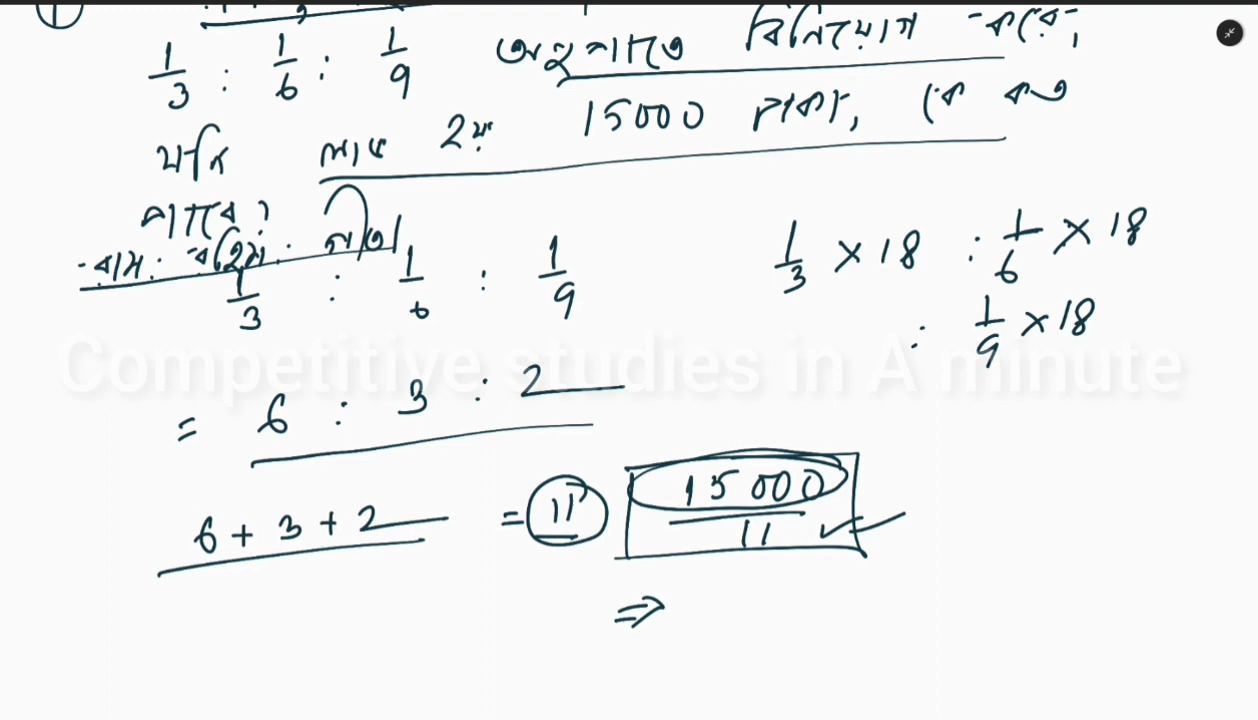 ①
1/3 : 1/6 : 1/9 অনুপাতে বিনিয়োগ করে,
যদি লাভ হয় 15000 টাকা, কে কত
পাবে?
রাম : রহিম : সীতা
1/3 : 1/6 : 1/9
1/3 × 18 : 1/6 × 18
: 1/9 × 18
Competitive studies in A minute
= 6 : 3 : 2
6 + 3 + 2 = 11
15000/11 ✓
⇒